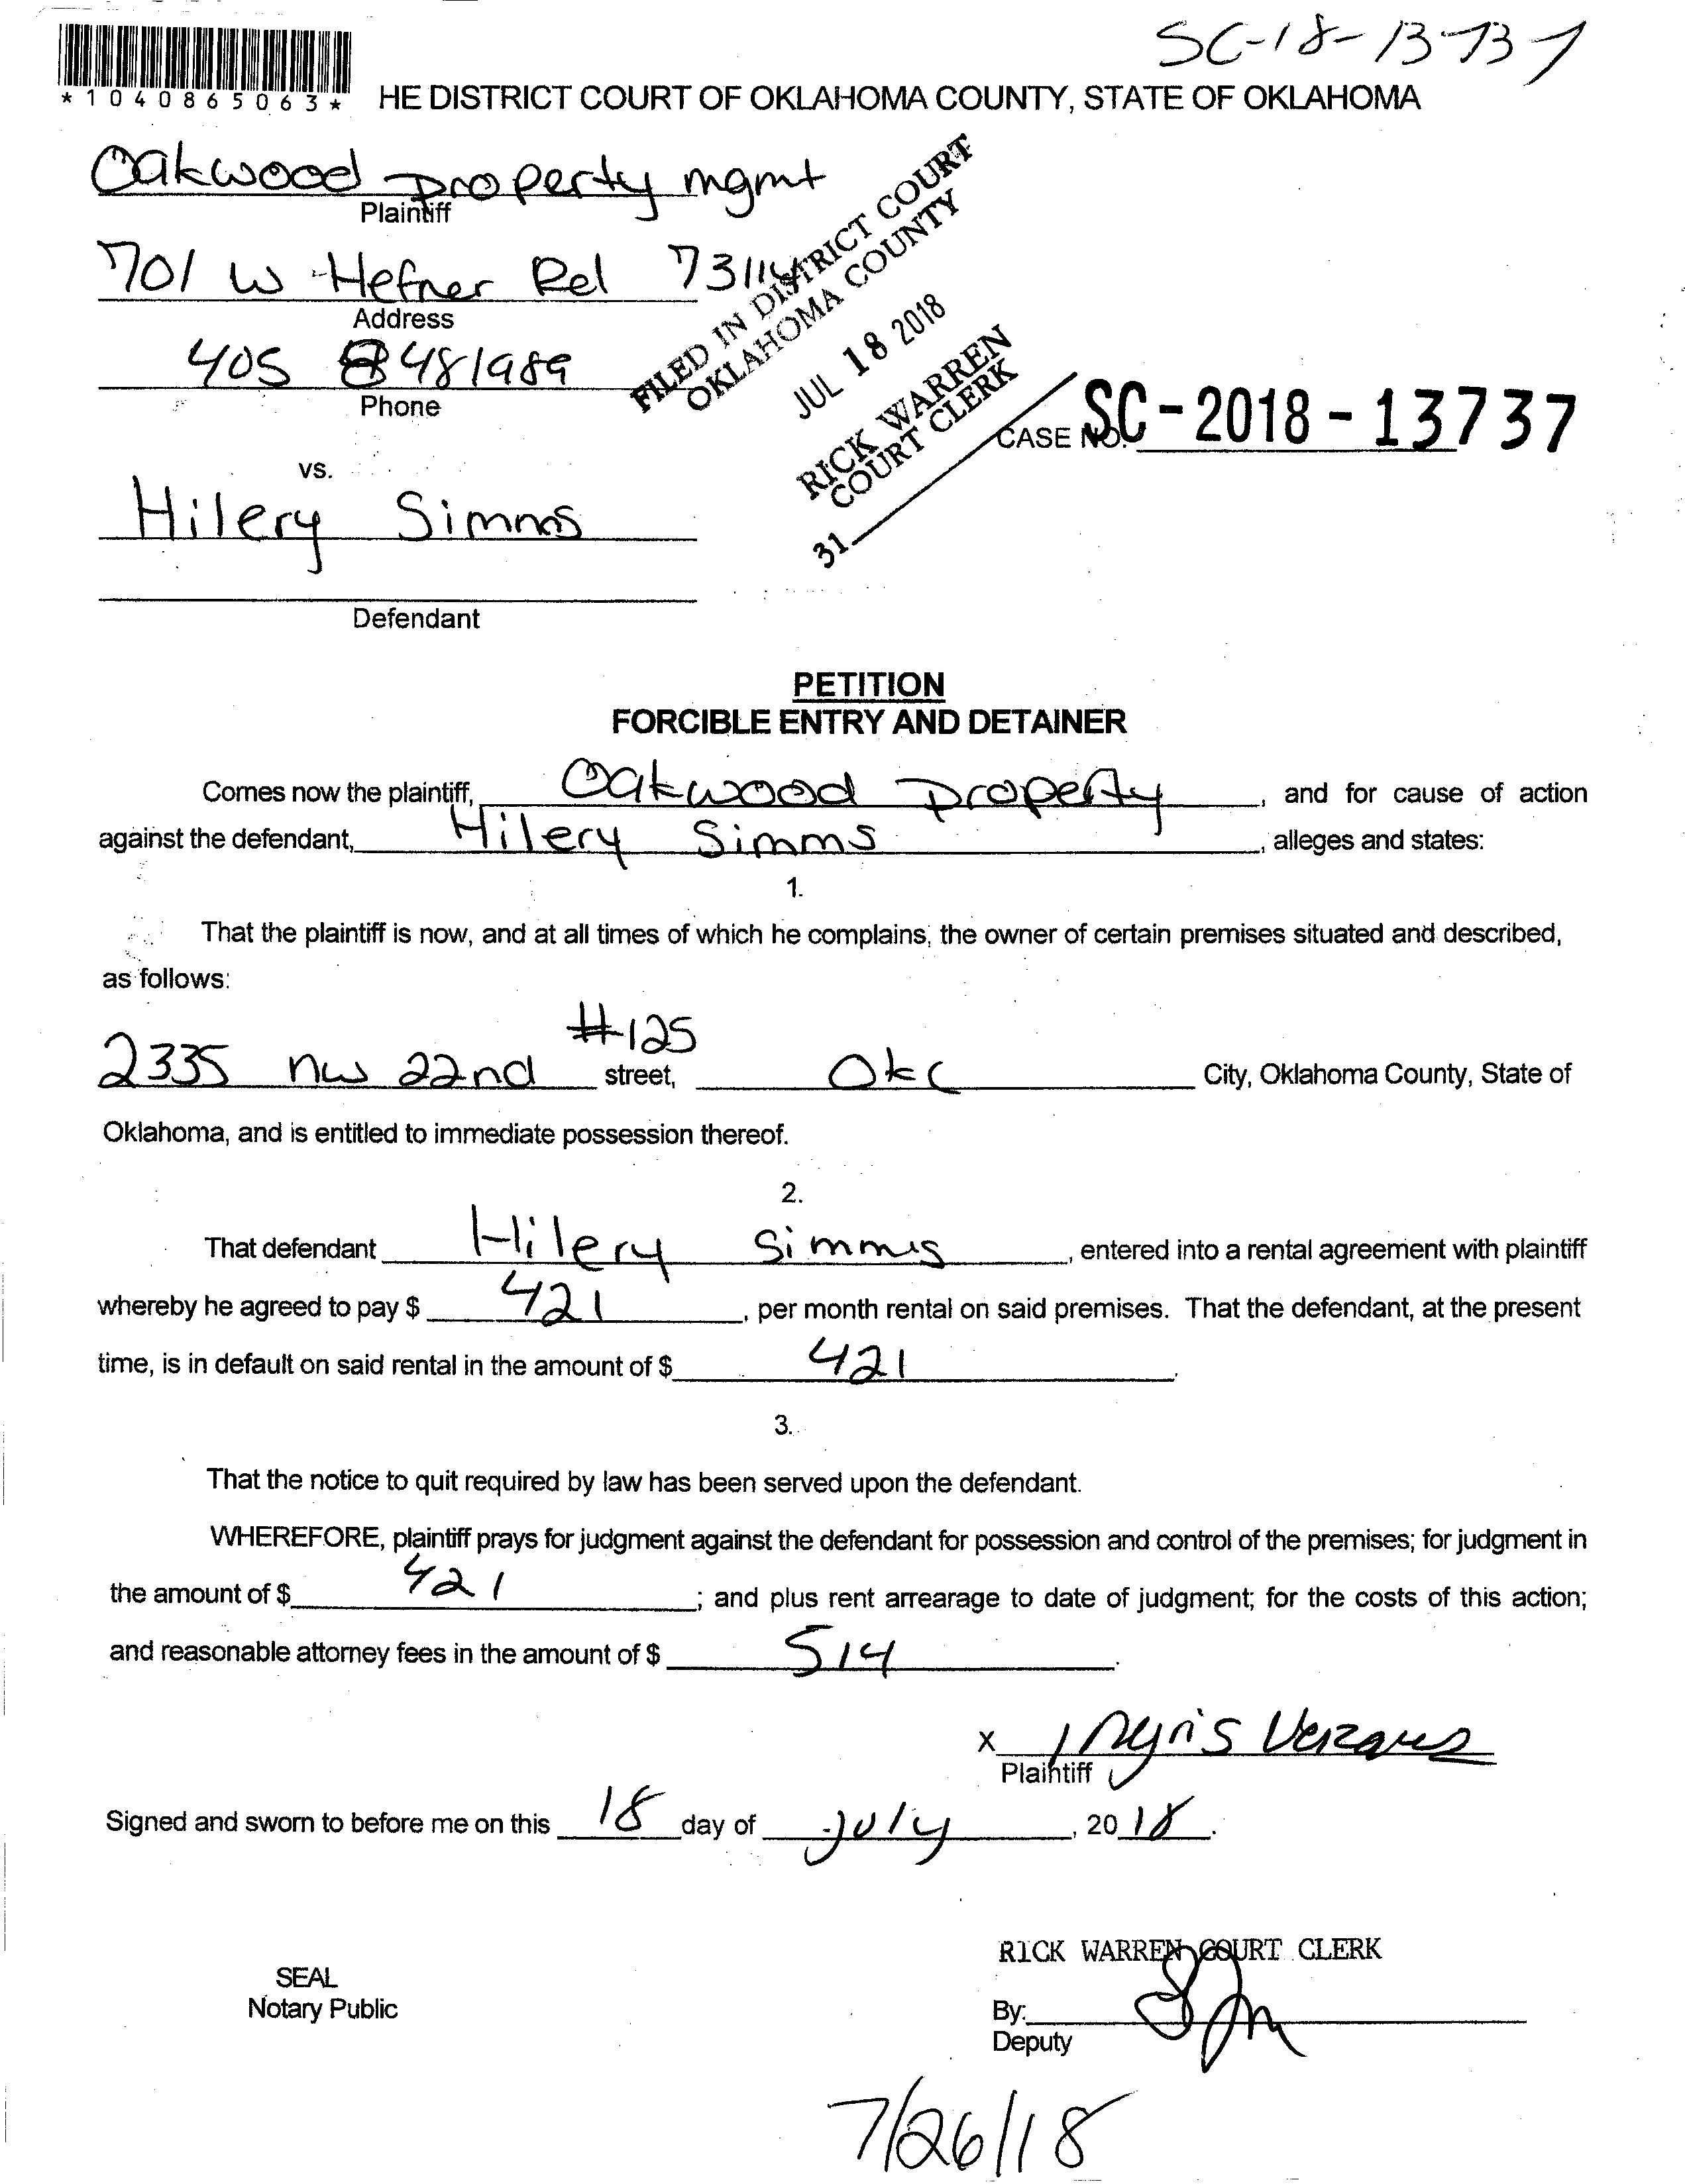 SC-18-13737
*1040865063*
HE DISTRICT COURT OF OKLAHOMA COUNTY, STATE OF OKLAHOMA
Oakwood Property mgmt
Plaintiff
701 W Hefner Rd 73114
Address
405 8481989
Phone
FILED IN DISTRICT COURT
OKLAHOMA COUNTY
JUL 18 2018
RICK WARREN
COURT CLERK
31
CASE NO. SC-2018-13737
vs.
Hilery Simms
Defendant
PETITION
FORCIBLE ENTRY AND DETAINER
Comes now the plaintiff, Oakwood Property, and for cause of action
against the defendant, Hilery Simms, alleges and states:
1.
That the plaintiff is now, and at all times of which he complains, the owner of certain premises situated and described,
as follows:
#125
2335 nw 22nd street, Okc City, Oklahoma County, State of
Oklahoma, and is entitled to immediate possession thereof.
2.
That defendant Hilery Simms, entered into a rental agreement with plaintiff
whereby he agreed to pay $ 421, per month rental on said premises. That the defendant, at the present
time, is in default on said rental in the amount of $ 421.
3.
That the notice to quit required by law has been served upon the defendant.
WHEREFORE, plaintiff prays for judgment against the defendant for possession and control of the premises; for judgment in
the amount of $ 421; and plus rent arrearage to date of judgment; for the costs of this action;
and reasonable attorney fees in the amount of $ 514.
X
Plaintiff
Signed and sworn to before me on this 18 day of July, 20 18.
RICK WARREN COURT CLERK
SEAL
Notary Public
By:
Deputy
7/26/18